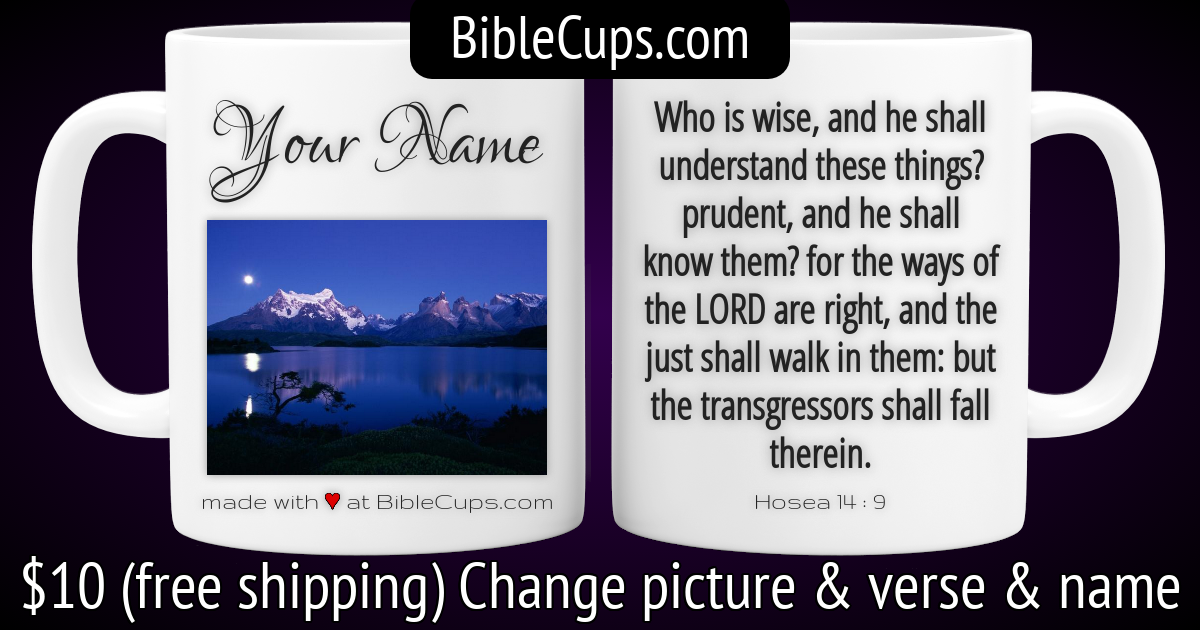 BibleCups.com
Your Name
made with ♥ at BibleCups.com
Who is wise, and he shall
understand these things?
prudent, and he shall
know them? for the ways of
the LORD are right, and the
just shall walk in them: but
the transgressors shall fall
therein.
Hosea 14 : 9
$10 (free shipping) Change picture & verse & name